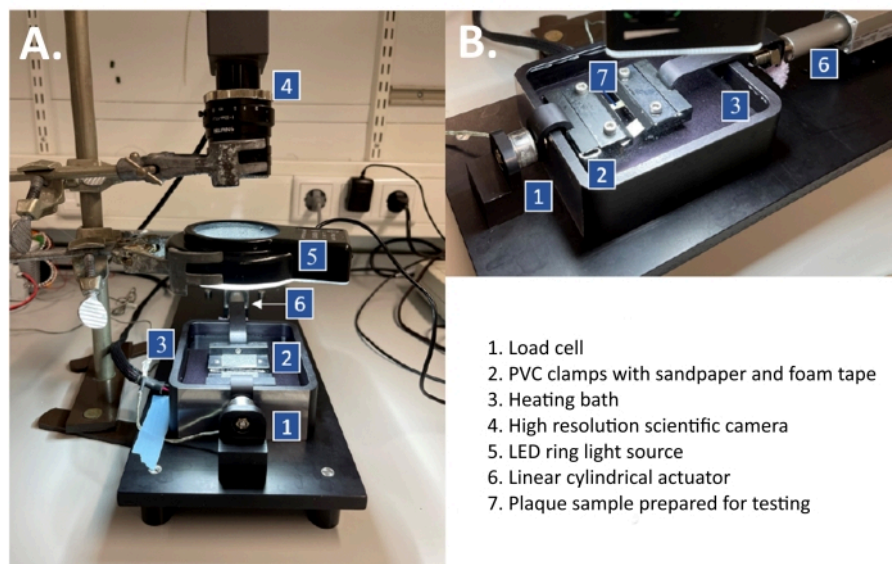 A.
4
5
6
3
2
1
B.
7
6
3
2
1
1. Load cell
2. PVC clamps with sandpaper and foam tape
3. Heating bath
4. High resolution scientific camera
5. LED ring light source
6. Linear cylindrical actuator
7. Plaque sample prepared for testing